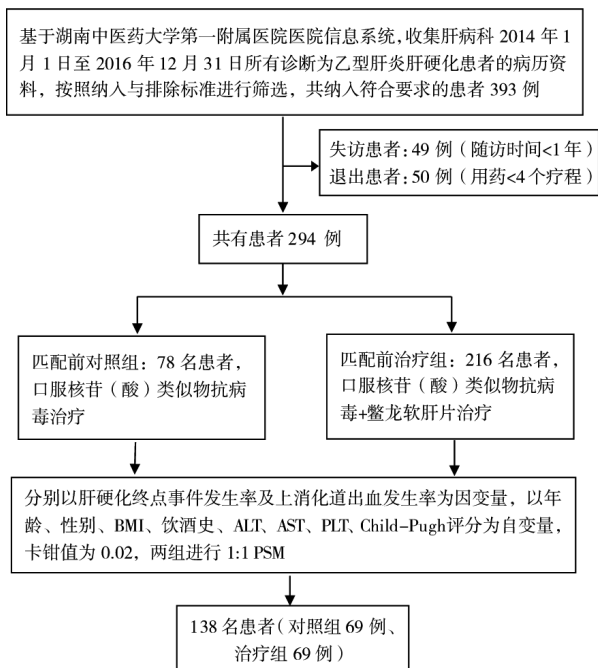 基于湖南中医药大学第一附属医院医院信息系统,收集肝病科 2014 年 1
月 1 日至 2016 年 12 月 31 日所有诊断为乙型肝炎肝硬化患者的病历资
料，按照纳入与排除标准进行筛选，共纳入符合要求的患者 393 例
失访患者:49 例（随访时间<1 年）
退出患者:50 例（用药<4 个疗程）
共有患者 294 例
匹配前对照组：78 名患者，
口服核苷（酸）类似物抗病
毒治疗
匹配前治疗组：216 名患者，
口服核苷（酸）类似物抗病
毒+鳖龙软肝片治疗
分别以肝硬化终点事件发生率及上消化道出血发生率为因变量，以年
龄、性别、BMI、饮酒史、ALT、AST、PLT、Child-Pugh评分为自变量，
卡钳值为 0.02，两组进行 1:1 PSM
138 名患者（对照组 69 例、
治疗组 69 例）